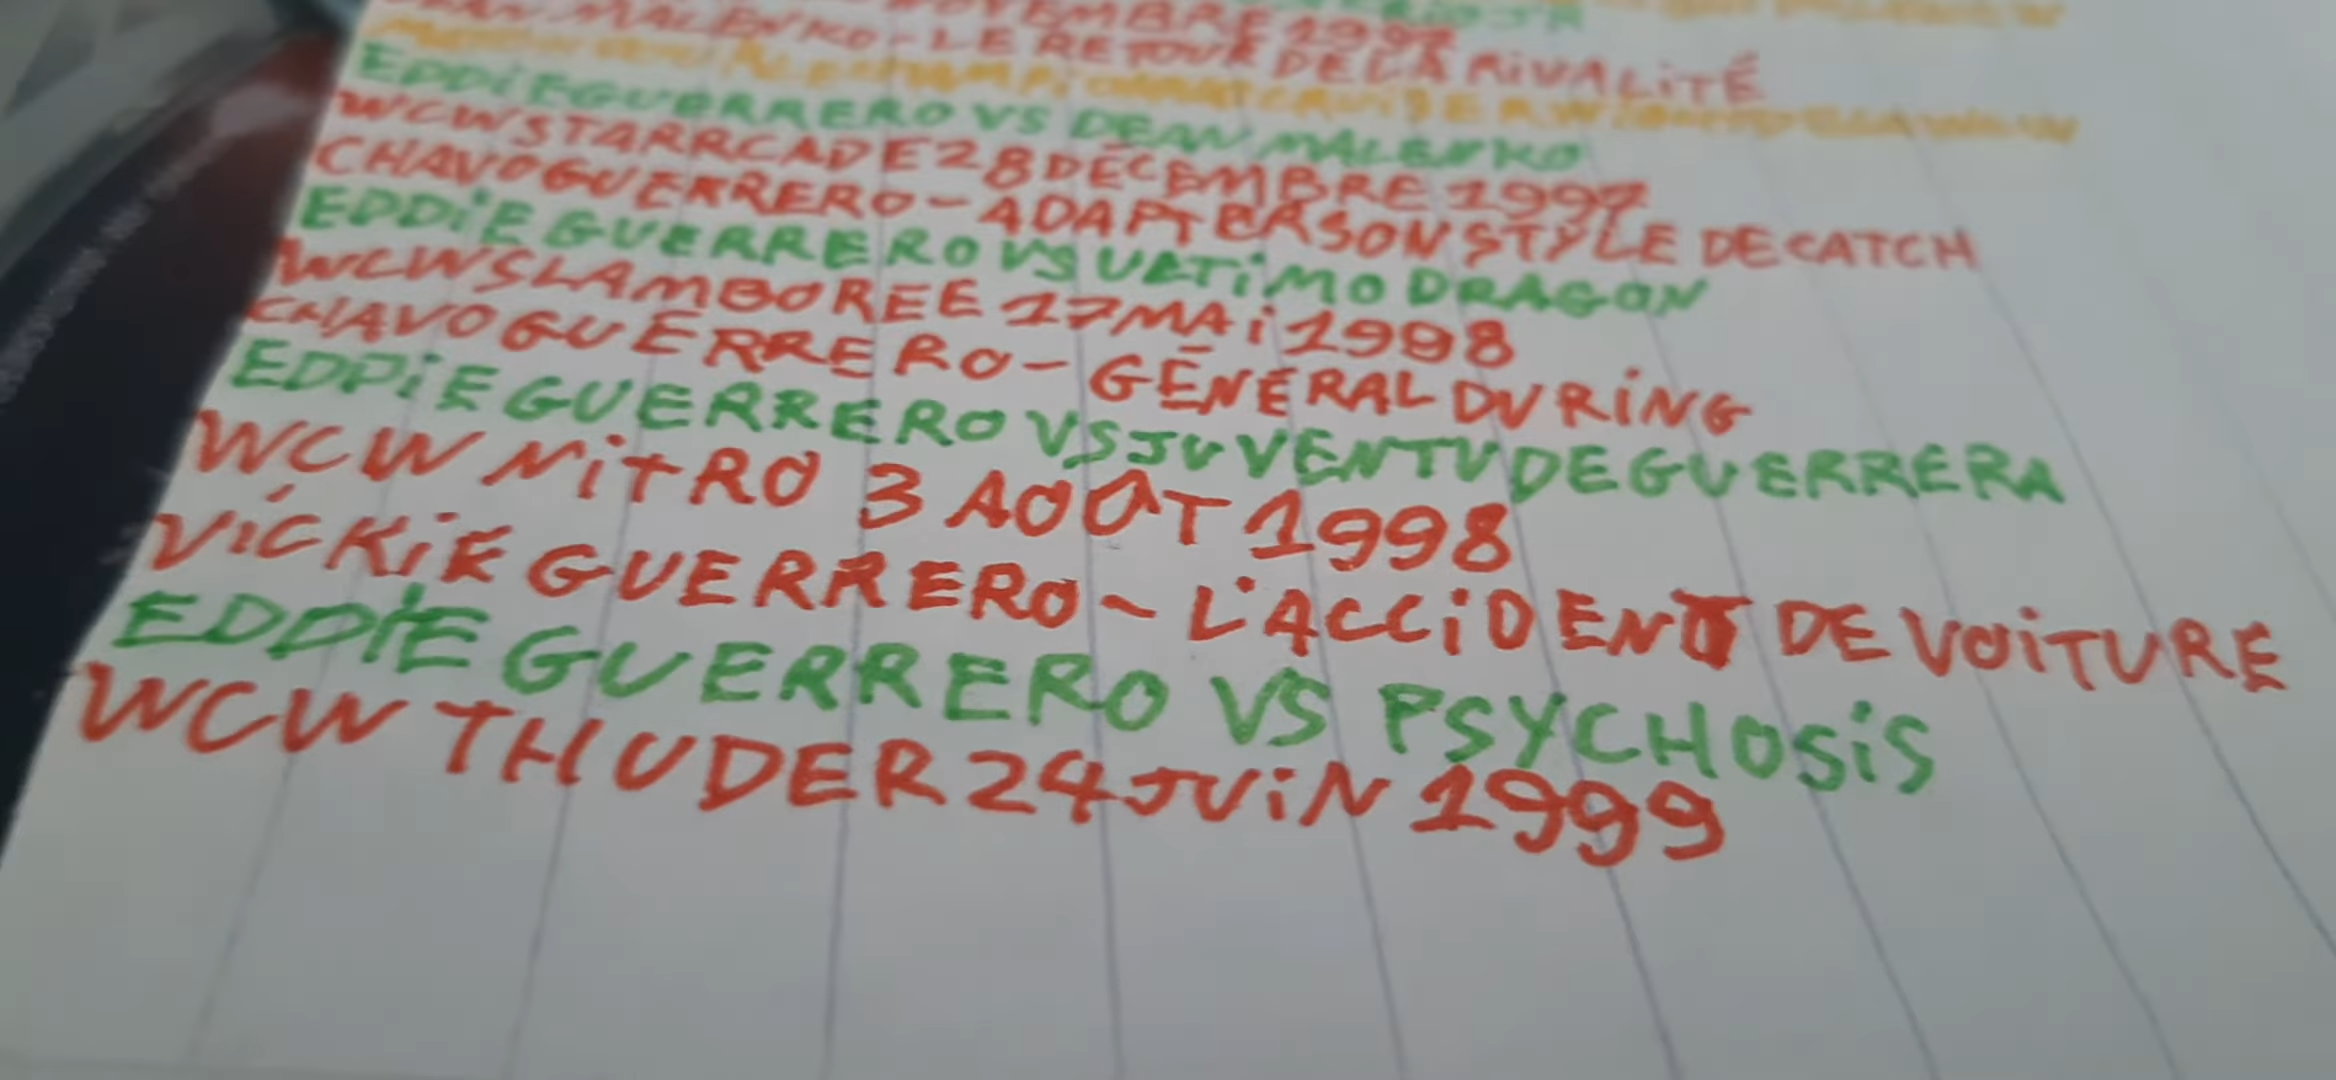 NOVEMBRE 1997
DEAN MALENKO - LE RETOUR DE LA RIVALITÉ
EDDIE GUERRERO VS DEAN MALENKO
WCW STARRCADE 28 DÉCEMBRE 1997
CHAVO GUERRERO - ADAPTER SON STYLE DE CATCH
EDDIE GUERRERO VS ULTIMO DRAGON
WCW SLAMBOREE 17 MAI 1998
CHAVO GUERRERO - GÉNÉRAL DU RING
EDDIE GUERRERO VS JUVENTUDE GUERRERA
WCW NITRO 3 AOÛT 1998
VICKIE GUERRERO - L'ACCIDENT DE VOITURE
EDDIE GUERRERO VS PSYCHOSIS
WCW THUDER 24 JUIN 1999